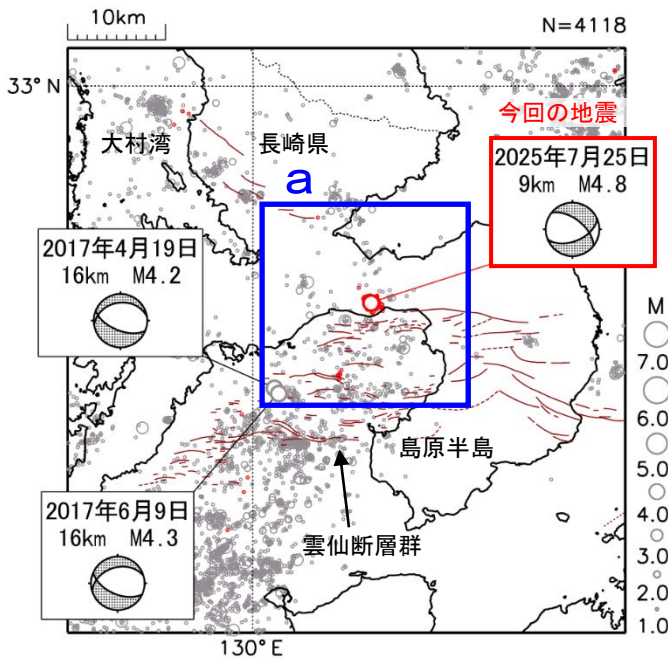 10km
N=4118
33°N
今回の地震
大村湾
長崎県
2025年7月25日
9km M4.8
a
2017年4月19日
16km M4.2
M
7.0
6.0
5.0
4.0
3.0
2.0
1.0
島原半島
2017年6月9日
16km M4.3
雲仙断層群
130°E